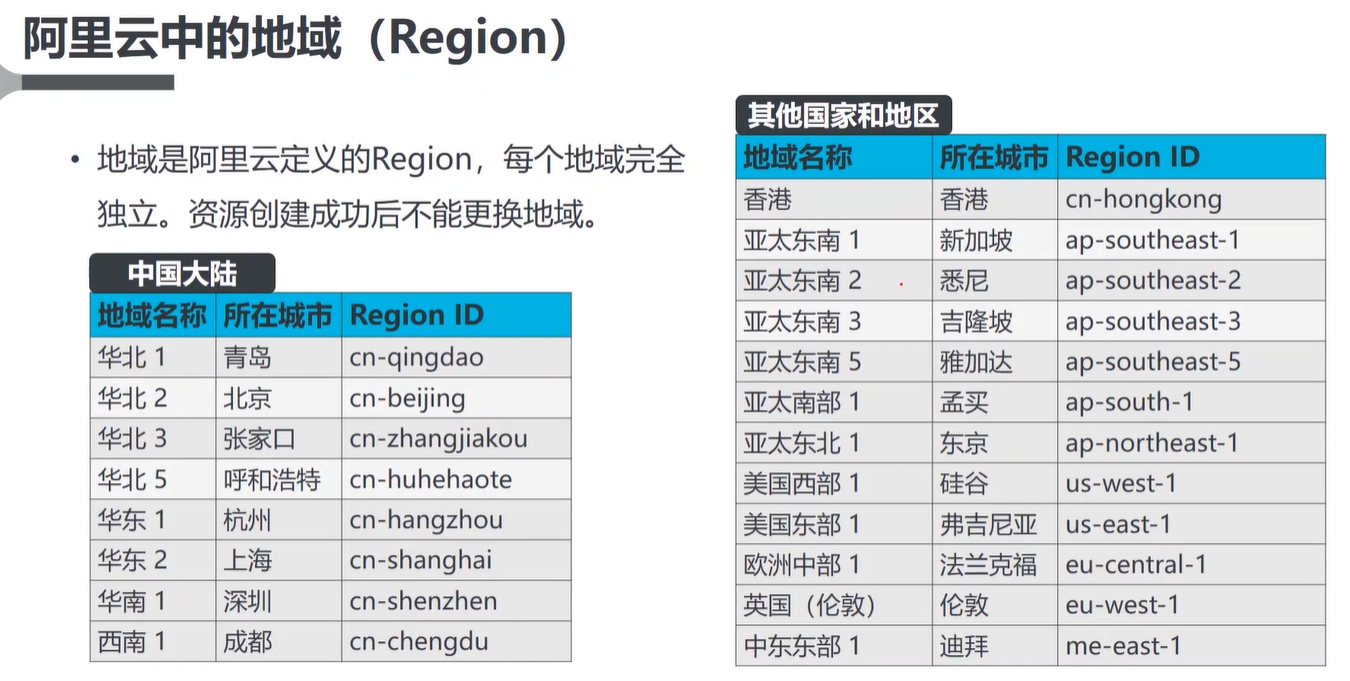 阿里云中的地域（Region）
• 地域是阿里云定义的Region，每个地域完全
独立。资源创建成功后不能更换地域。
中国大陆
地域名称 所在城市 Region ID
华北 1 青岛 cn-qingdao
华北 2 北京 cn-beijing
华北 3 张家口 cn-zhangjiakou
华北 5 呼和浩特 cn-huhehaote
华东 1 杭州 cn-hangzhou
华东 2 上海 cn-shanghai
华南 1 深圳 cn-shenzhen
西南 1 成都 cn-chengdu
其他国家和地区
地域名称 所在城市 Region ID
香港 香港 cn-hongkong
亚太东南 1 新加坡 ap-southeast-1
亚太东南 2 悉尼 ap-southeast-2
亚太东南 3 吉隆坡 ap-southeast-3
亚太东南 5 雅加达 ap-southeast-5
亚太南部 1 孟买 ap-south-1
亚太东北 1 东京 ap-northeast-1
美国西部 1 硅谷 us-west-1
美国东部 1 弗吉尼亚 us-east-1
欧洲中部 1 法兰克福 eu-central-1
英国（伦敦） 伦敦 eu-west-1
中东东部 1 迪拜 me-east-1